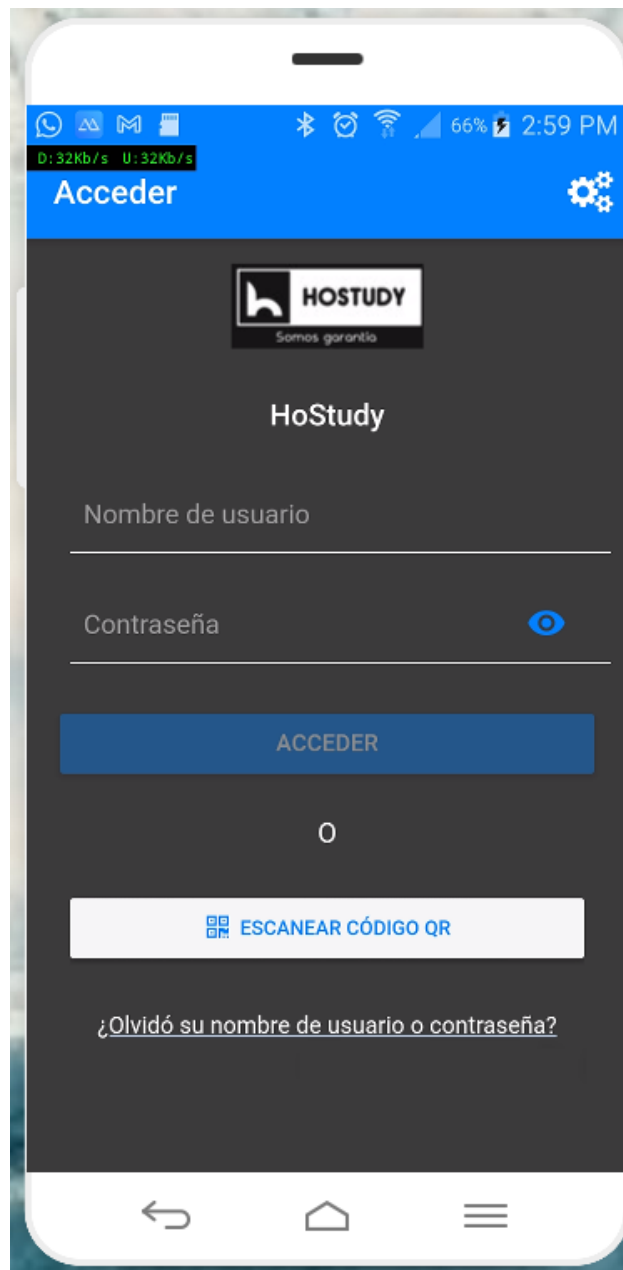 66% 2:59 PM
D:32Kb/s U:32Kb/s
Acceder
HOSTUDY
Somos garantía
HoStudy
Nombre de usuario
Contraseña
ACCEDER
O
ESCANEAR CÓDIGO QR
¿Olvidó su nombre de usuario o contraseña?